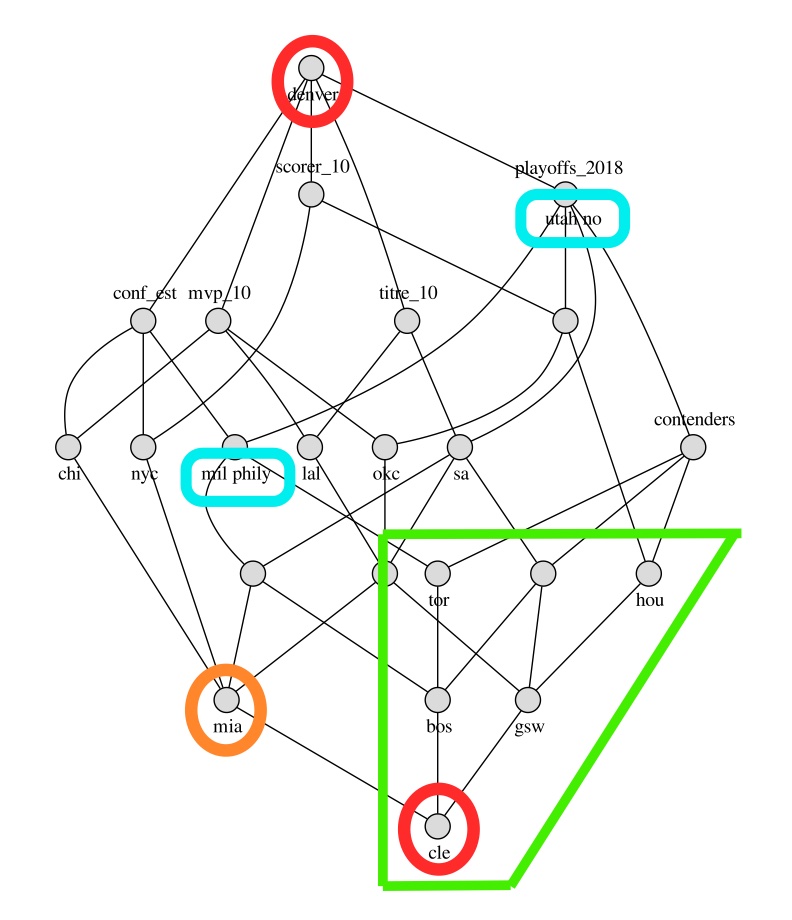 denver
scorer_10
playoffs_2018
utah no
conf_est
mvp_10
titre_10
contenders
chi
nyc
mil phily
lal
okc
sa
tor
hou
mia
bos
gsw
cle